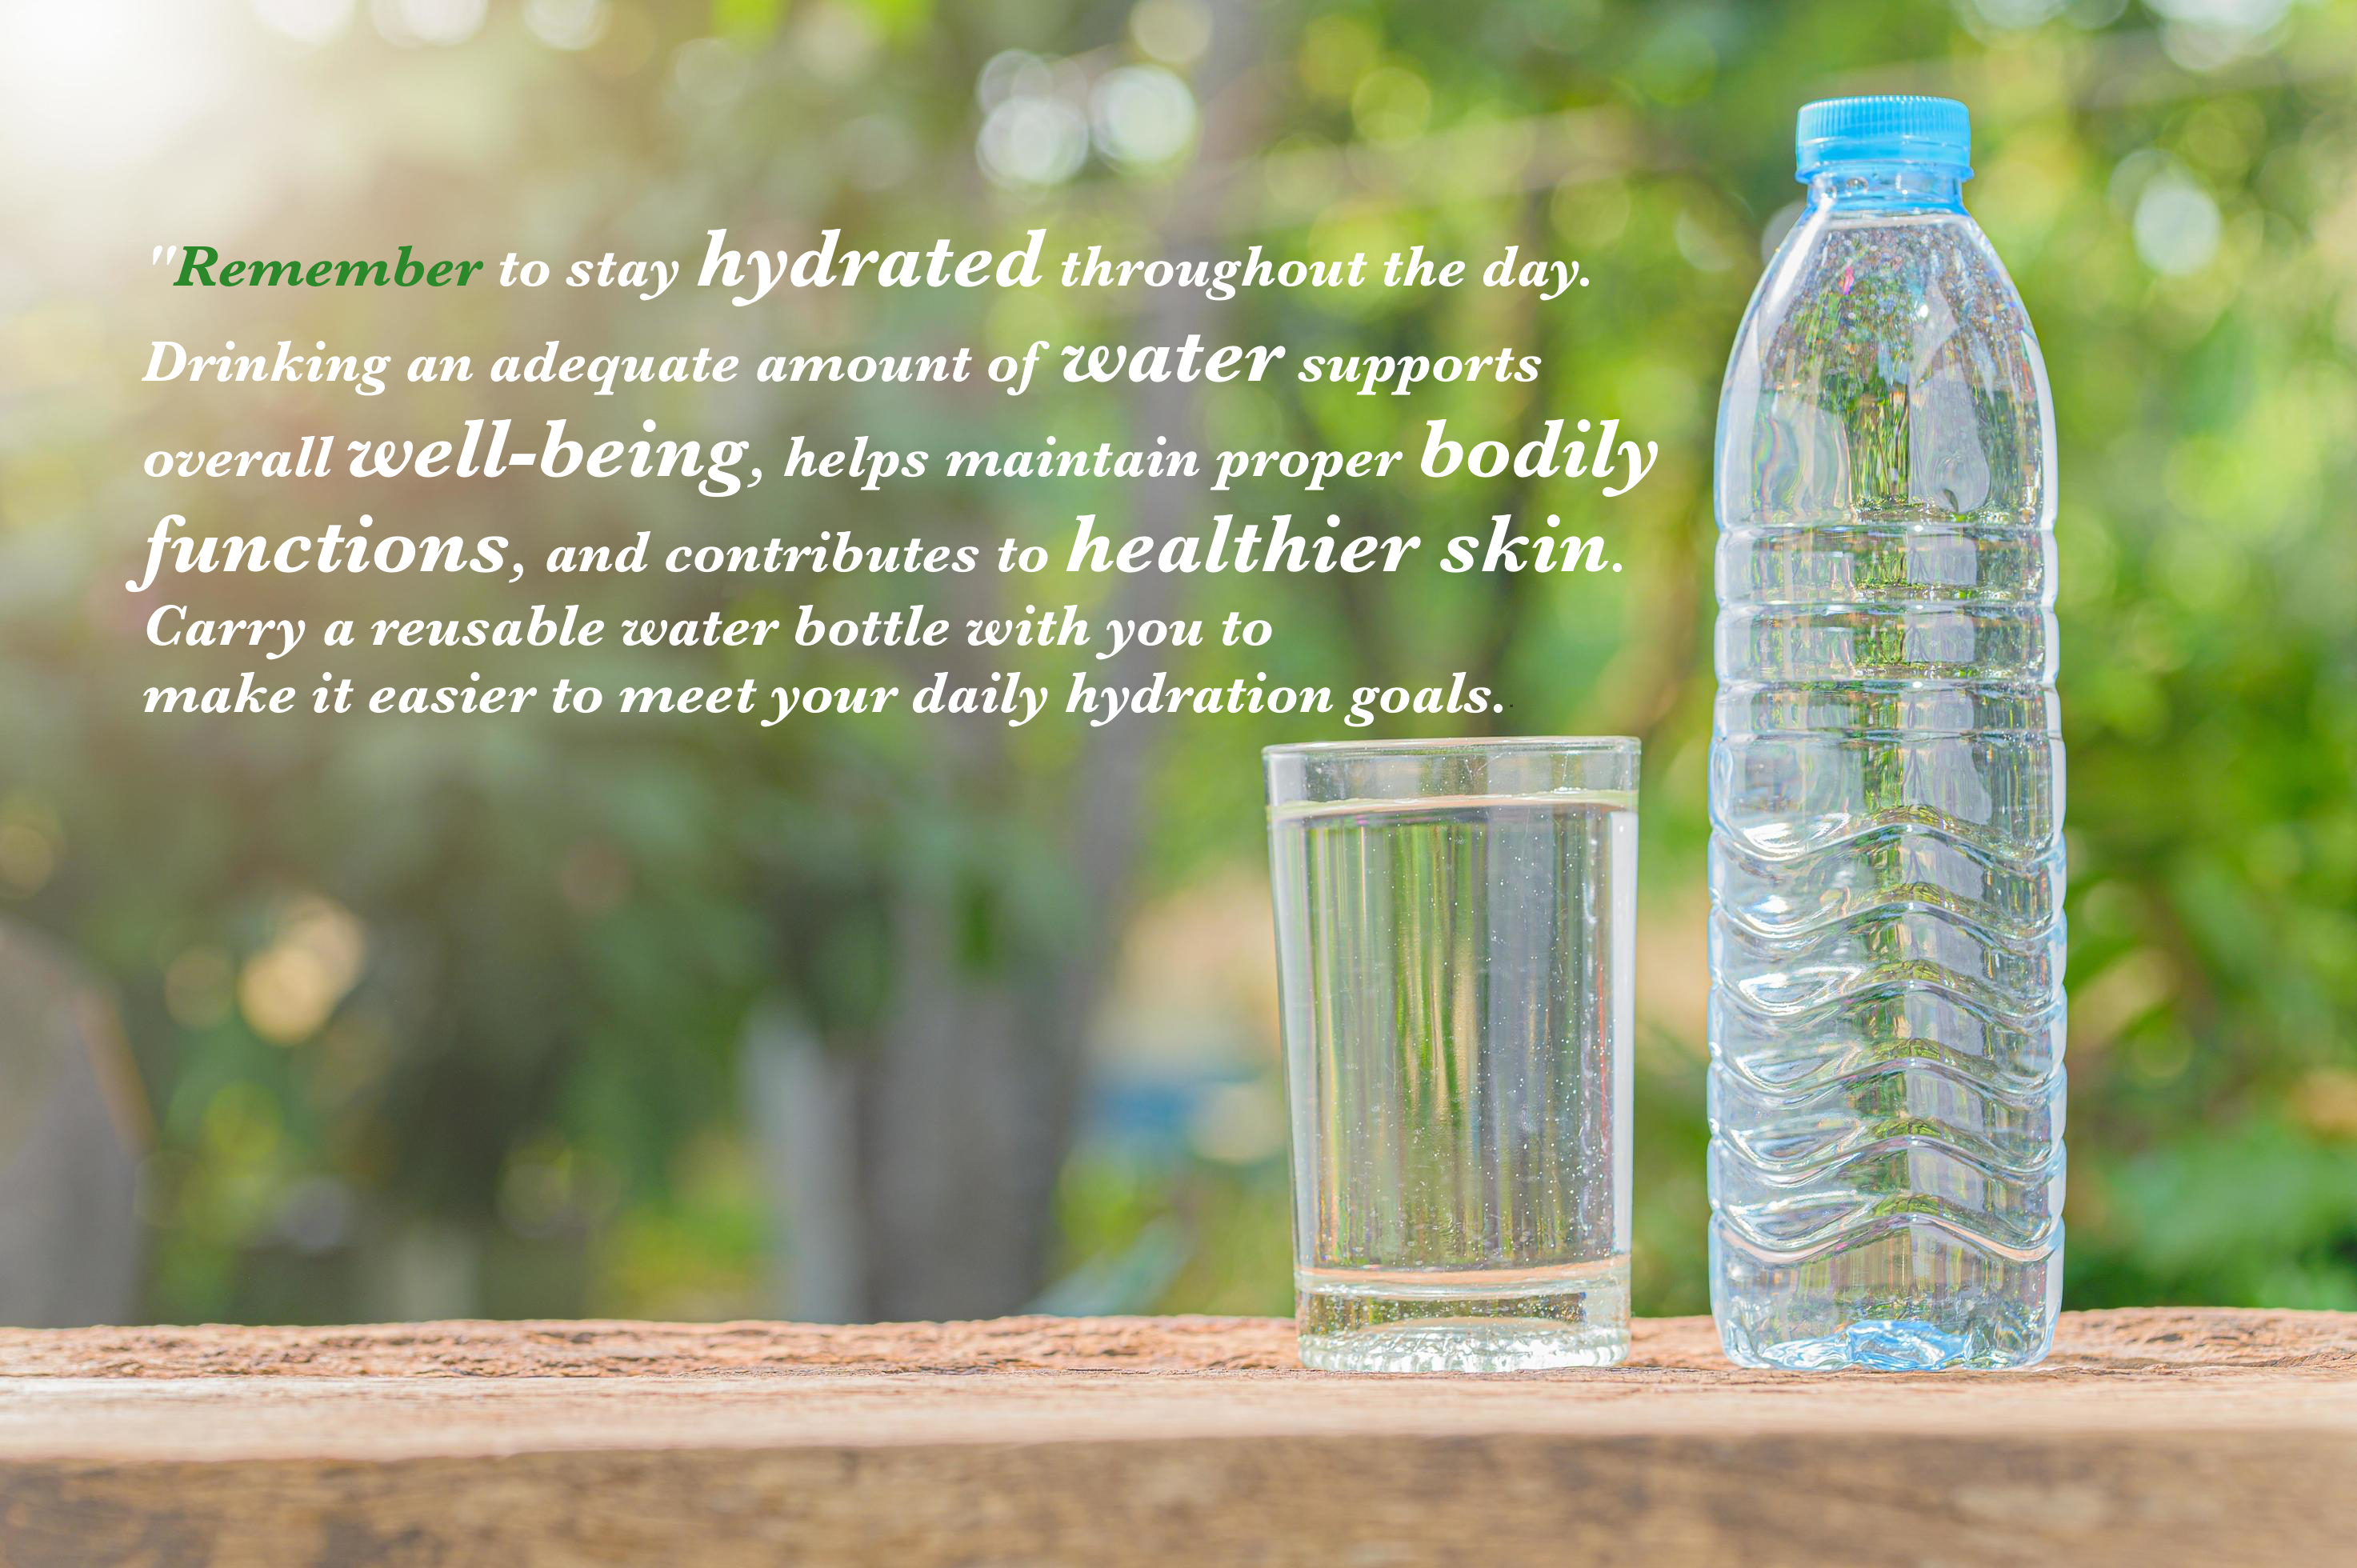 "Remember to stay hydrated throughout the day.
Drinking an adequate amount of water supports
overall well-being, helps maintain proper bodily
functions, and contributes to healthier skin.
Carry a reusable water bottle with you to
make it easier to meet your daily hydration goals.